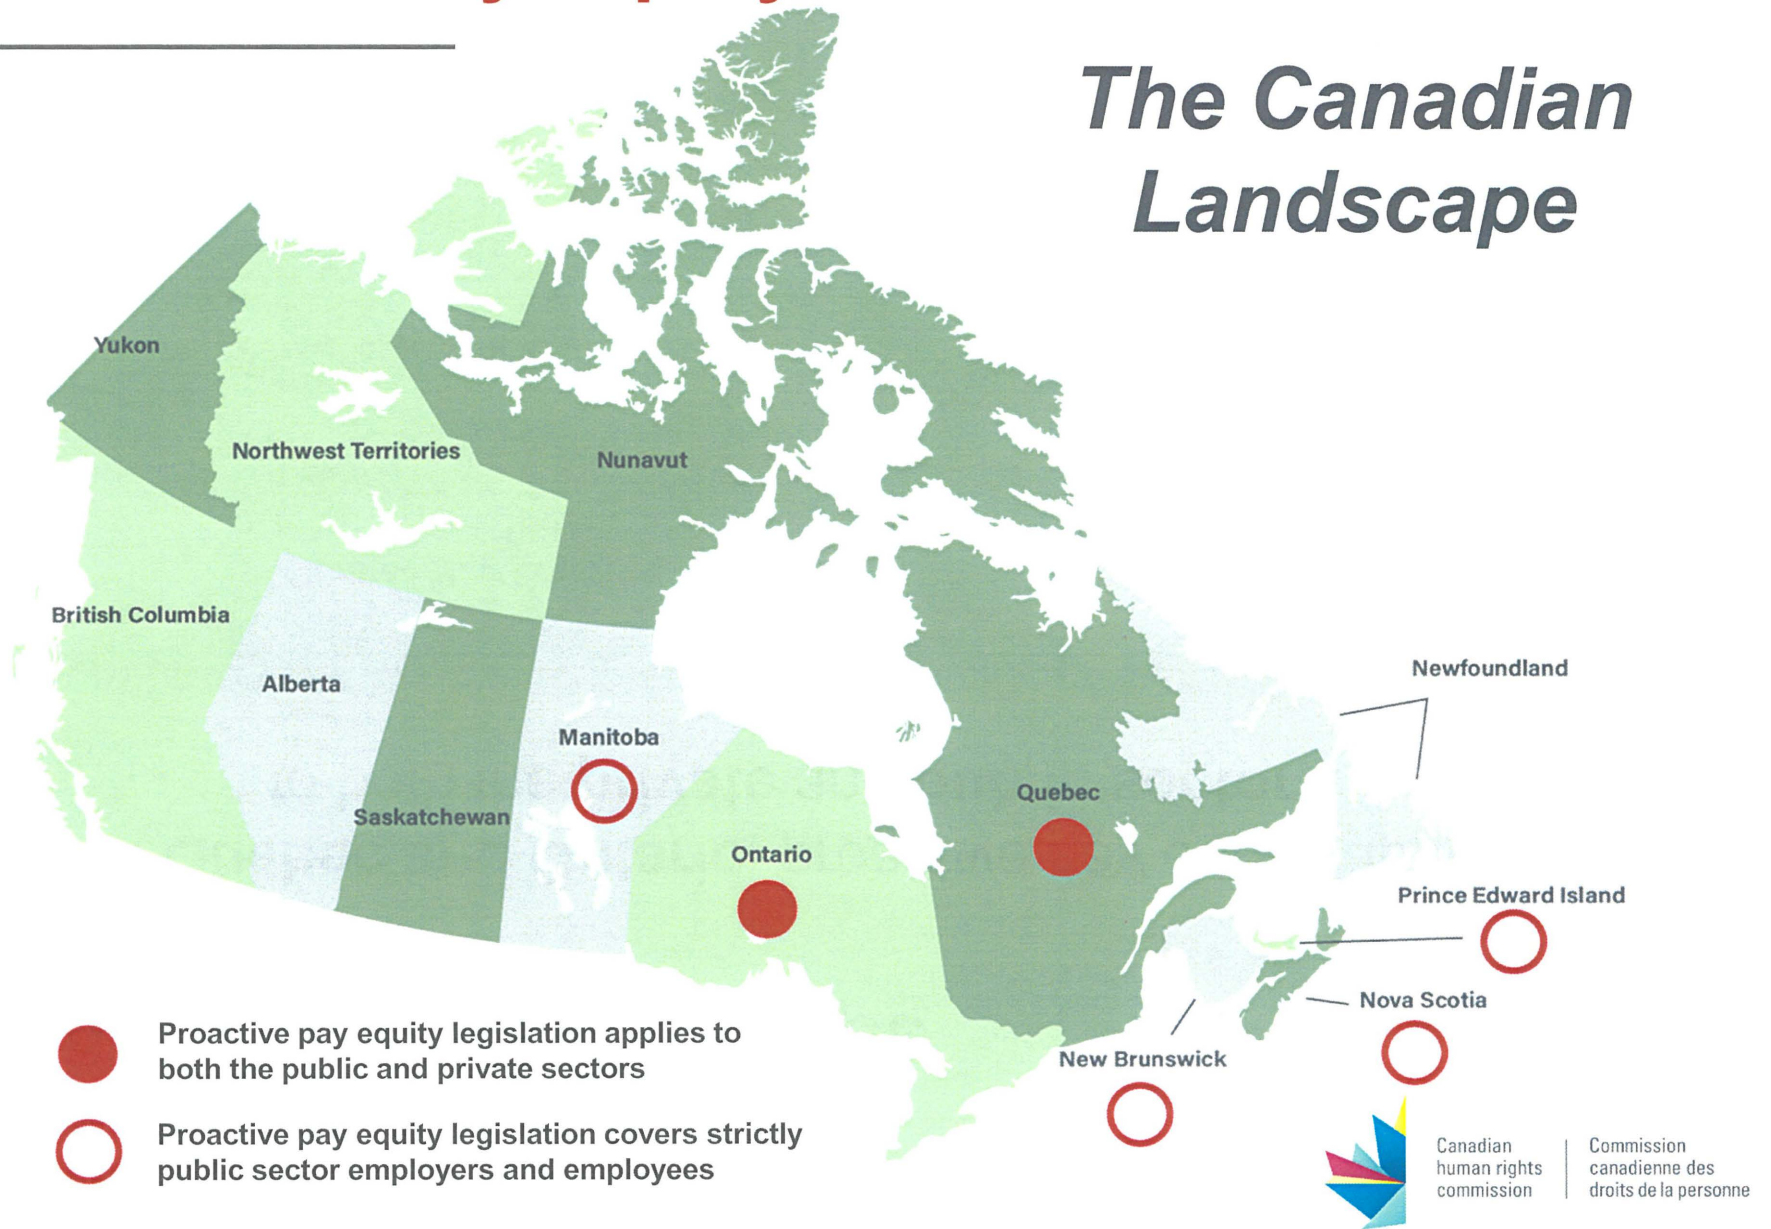 The Canadian
Landscape
Yukon
Northwest Territories
Nunavut
British Columbia
Alberta
Newfoundland
Manitoba
Quebec
Saskatchewan
Ontario
Prince Edward Island
Nova Scotia
New Brunswick
Proactive pay equity legislation applies to
both the public and private sectors
Proactive pay equity legislation covers strictly
public sector employers and employees
Canadian
human rights
commission
Commission
canadienne des
droits de la personne